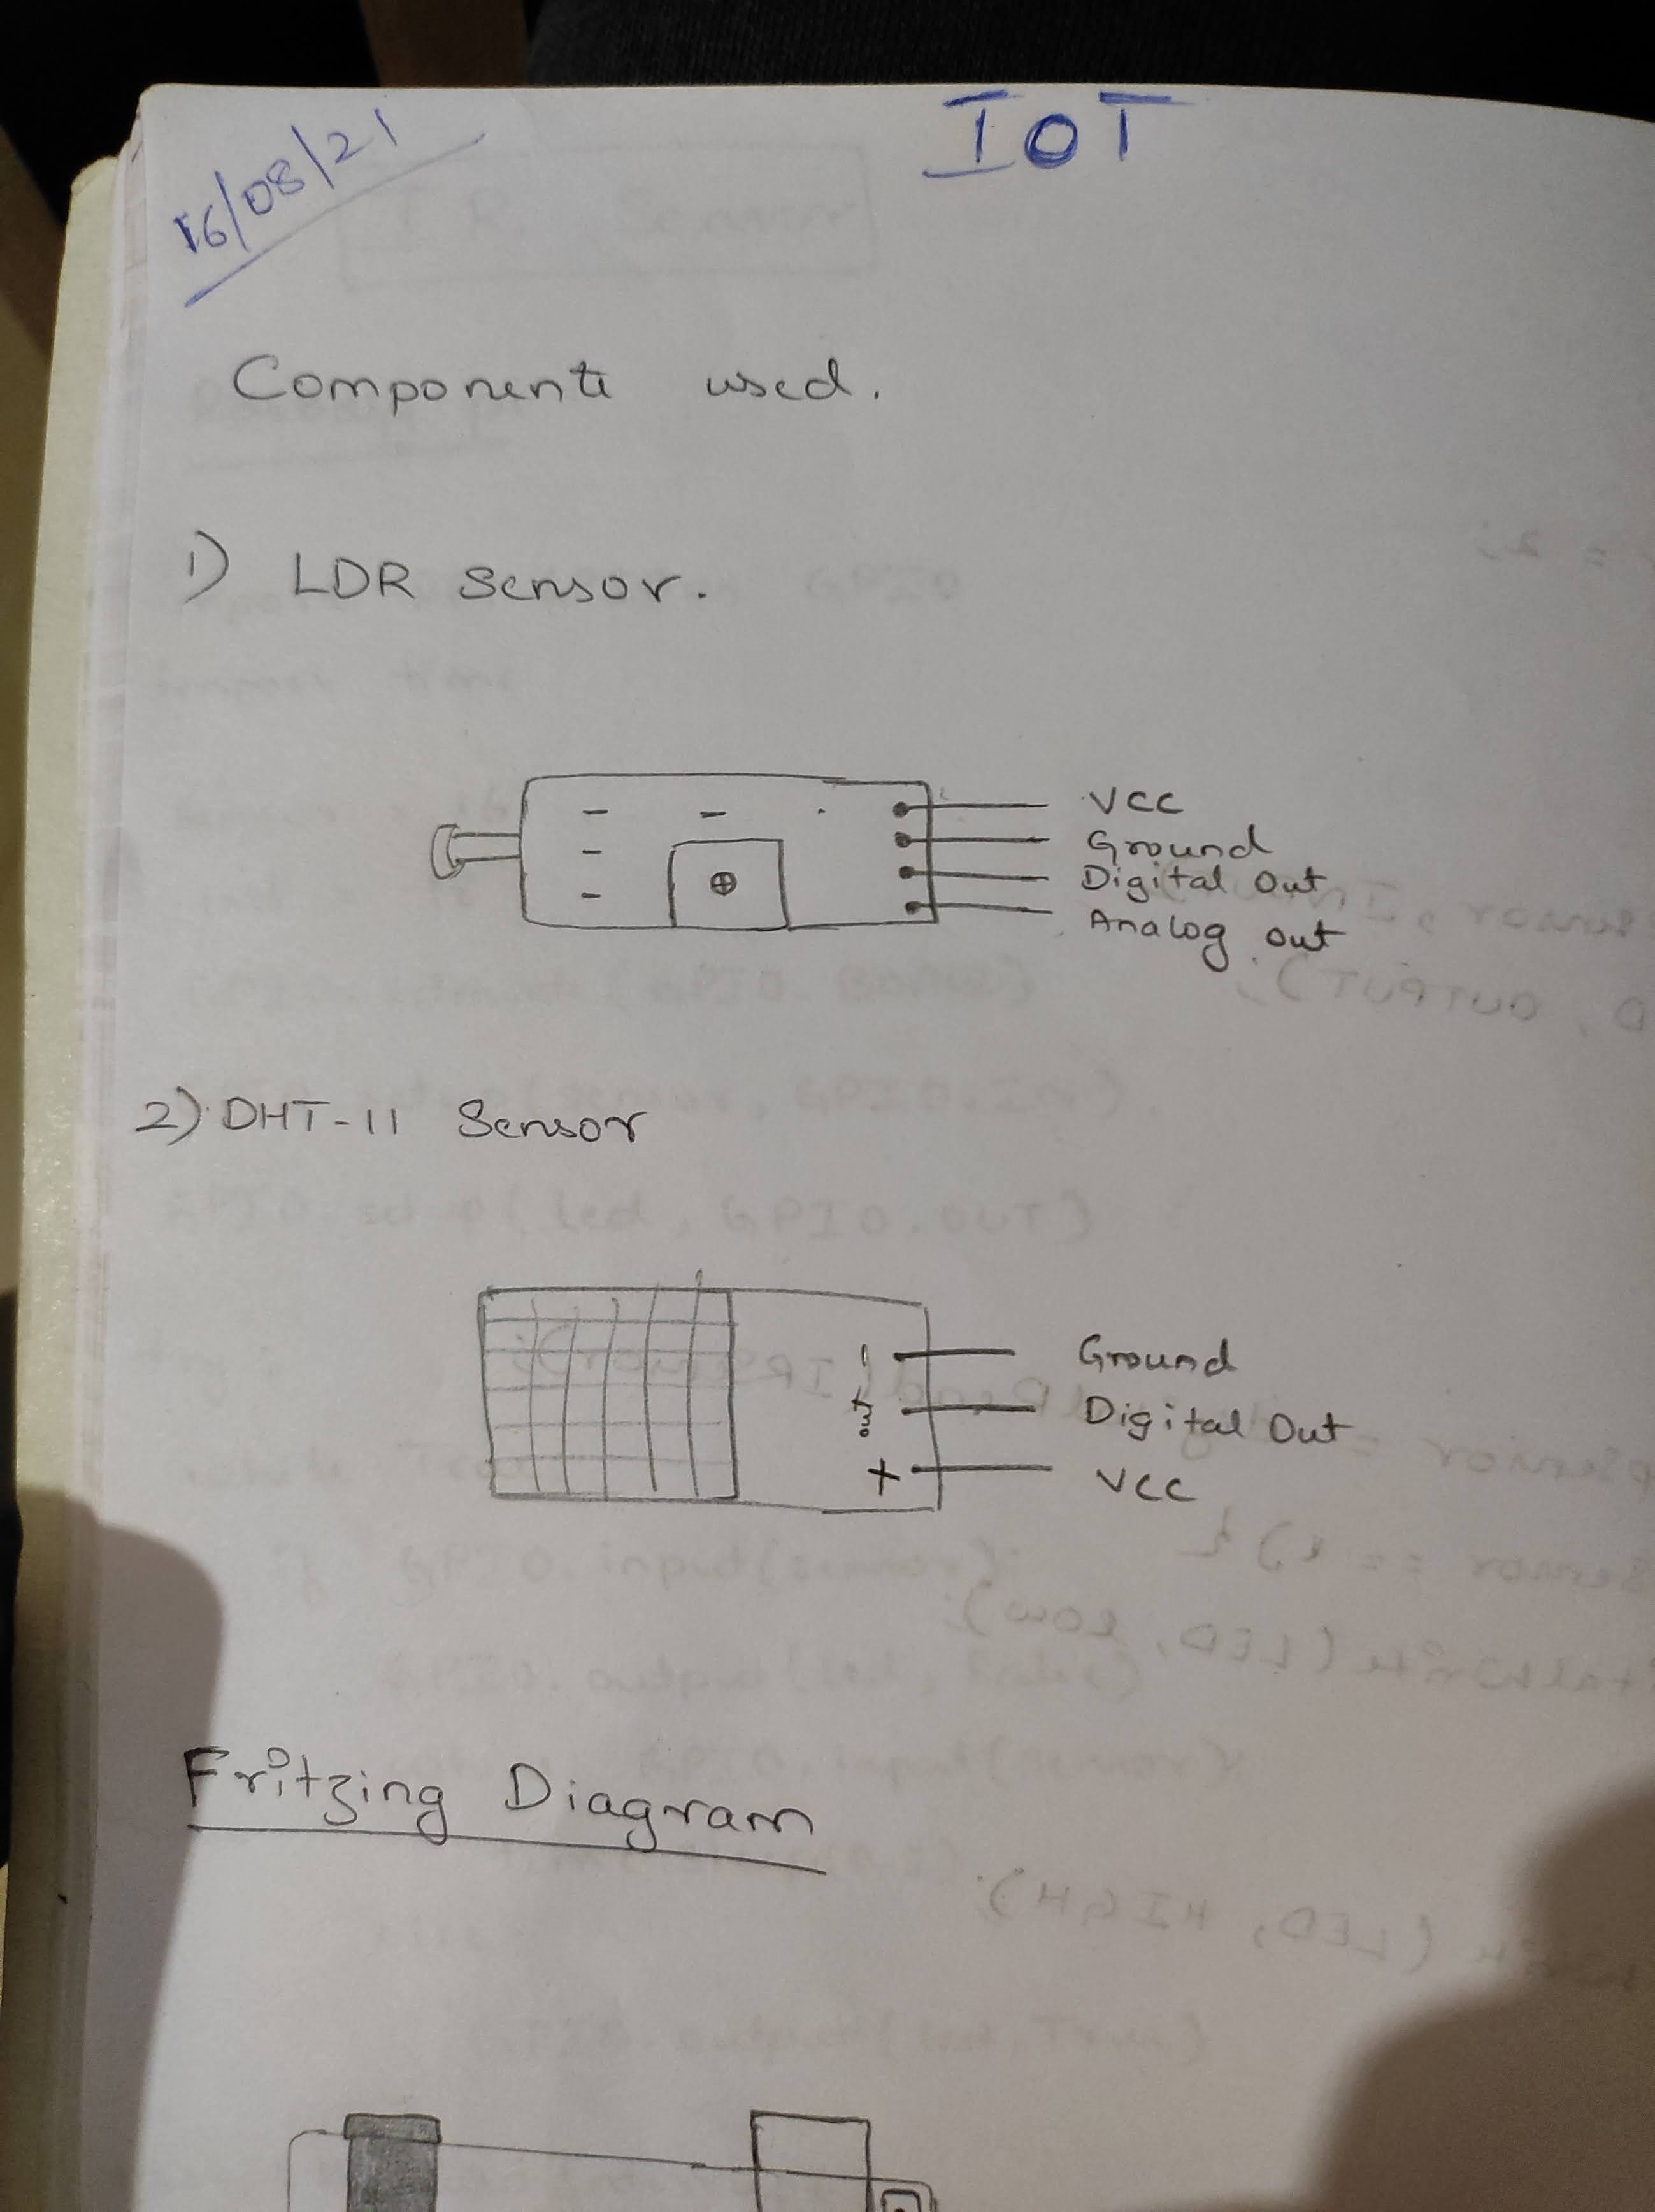 16/08/21
IOT
Components used.
1) LDR Sensor.
VCC
Ground
Digital Out
Analog out
2) DHT-11 Sensor
- Ground
out Digital Out
+ VCC
Fritzing Diagram